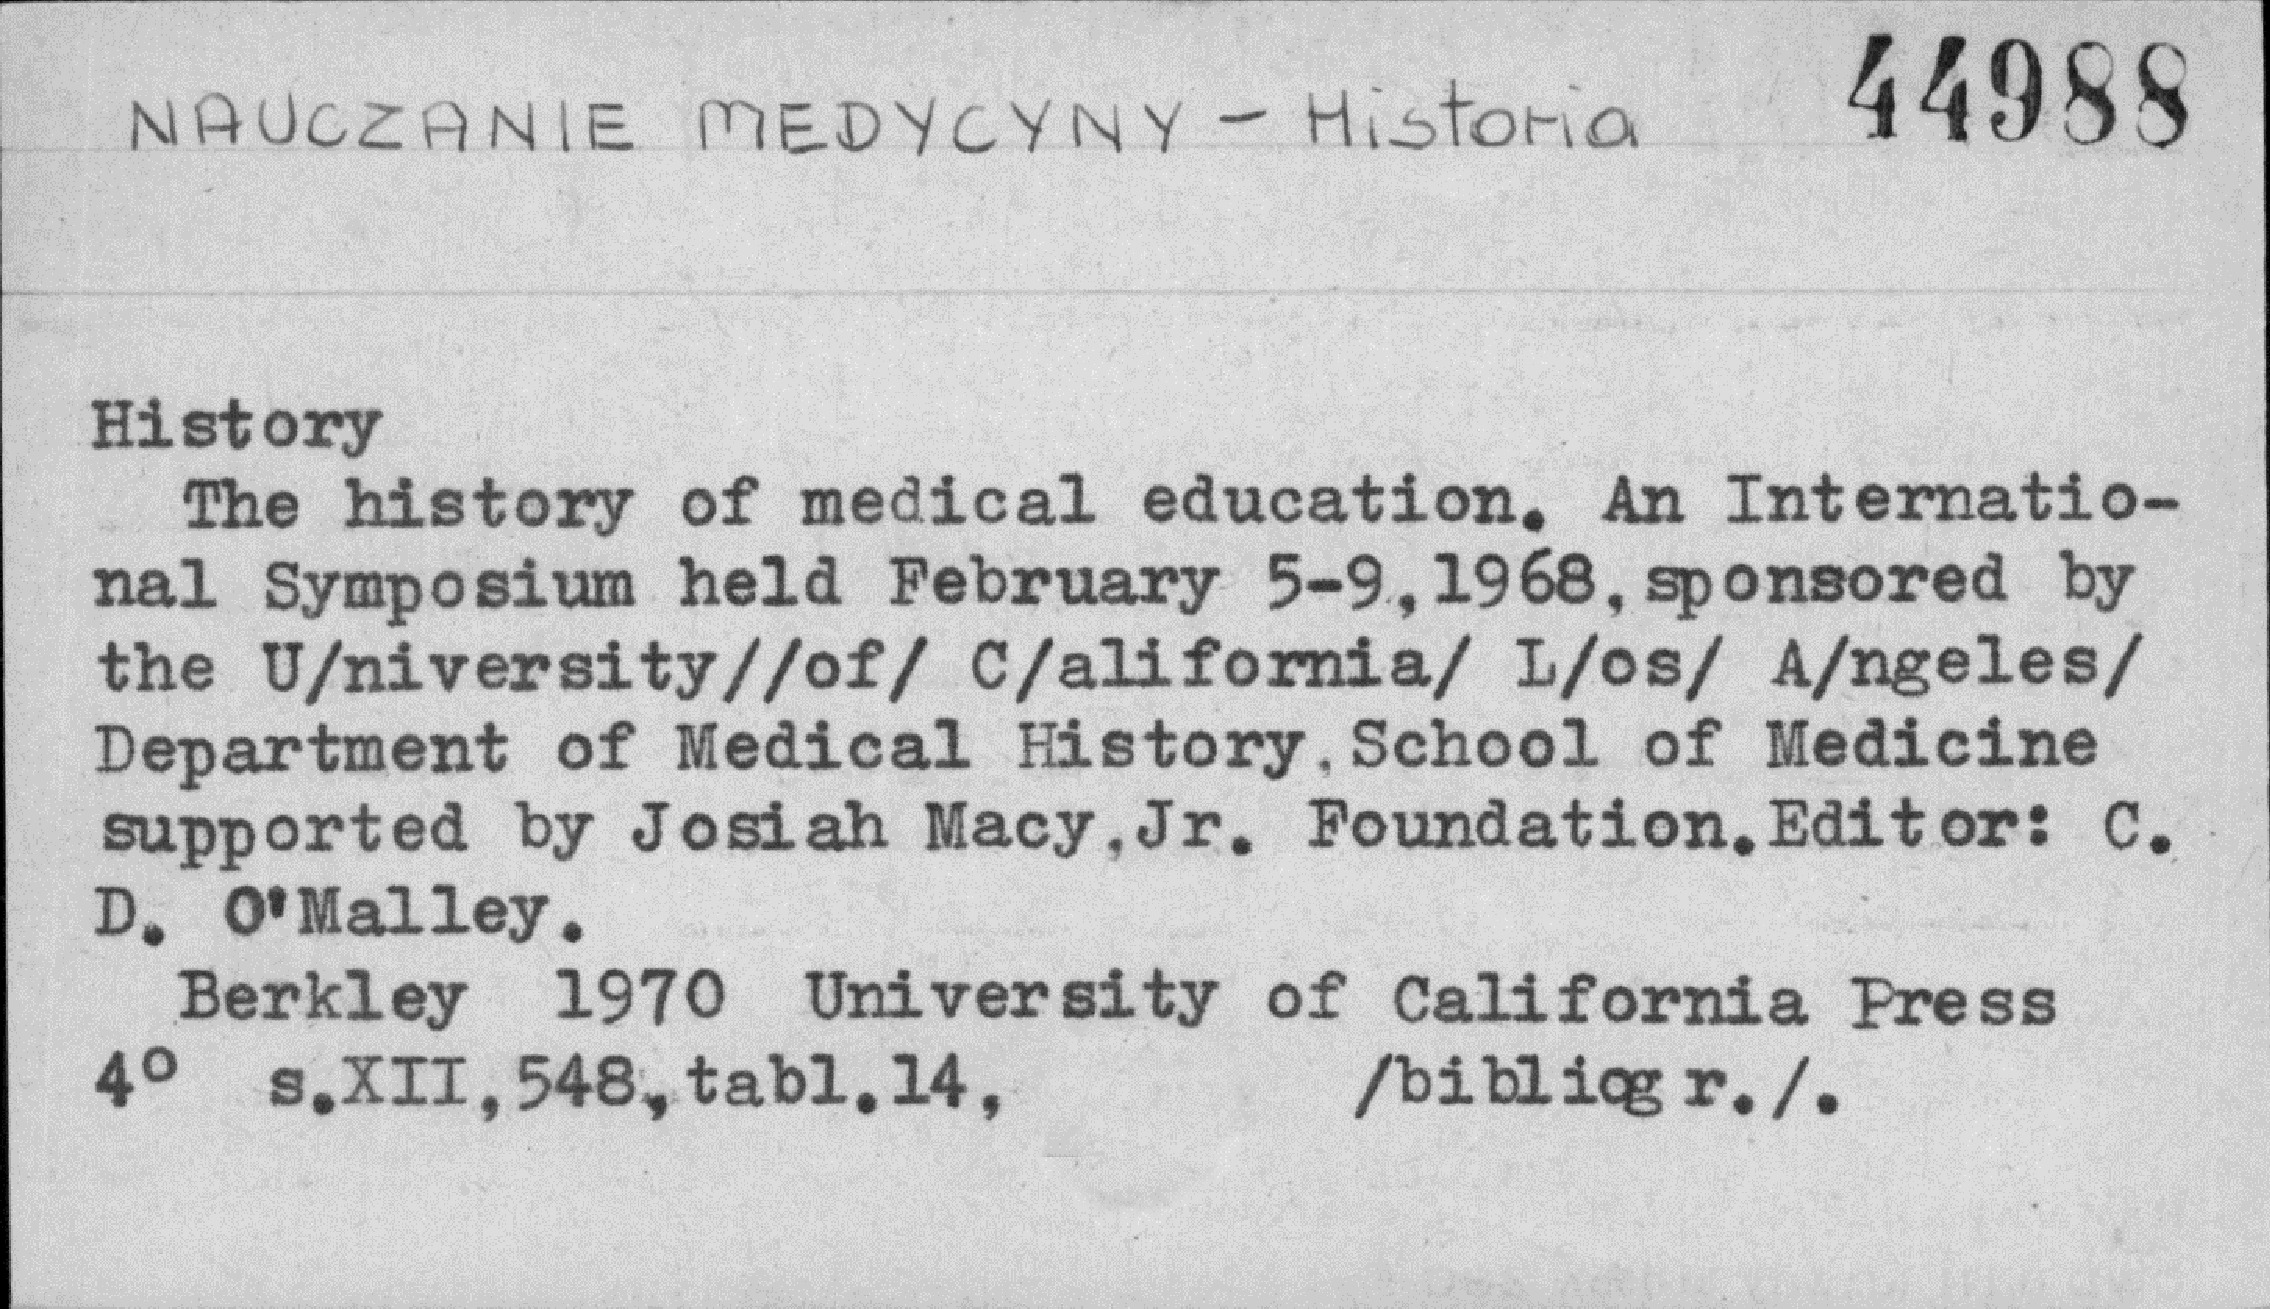 44988
NAUCZANIE MEDYCYNY - Historia
History
The history of medical education. An Internatio-
nal Symposium held February 5-9,1968,sponsored by
the U/niversity//of/ C/alifornia/ L/os/ A/ngeles/
Department of Medical History,School of Medicine
supported by Josiah Macy,Jr. Foundation.Editor: C.
D. O'Malley.
Berkley 1970 University of California Press
4° s.XII,548,tabl.14, /bibliogr./.